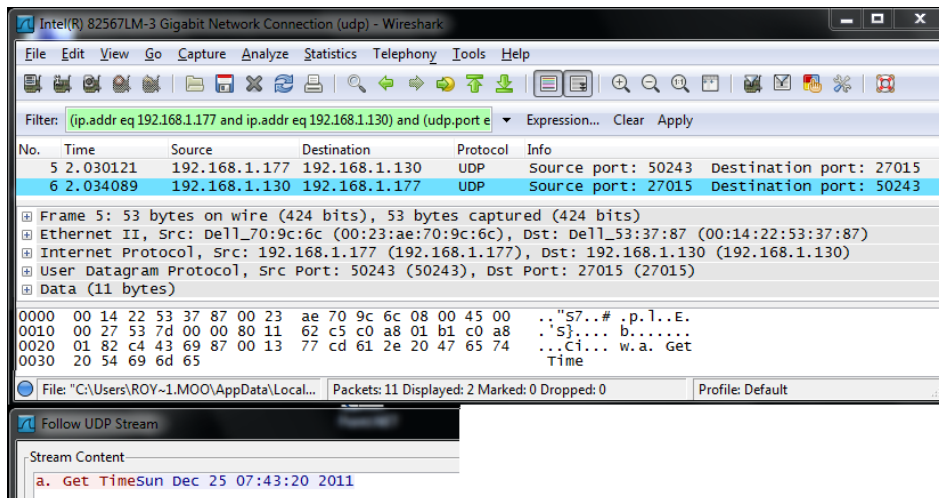 Intel(R) 82567LM-3 Gigabit Network Connection (udp) - Wireshark
File Edit View Go Capture Analyze Statistics Telephony Tools Help
Filter: (ip.addr eq 192.168.1.177 and ip.addr eq 192.168.1.130) and (udp.port e Expression... Clear Apply
No. Time Source Destination Protocol Info
5 2.030121 192.168.1.177 192.168.1.130 UDP Source port: 50243 Destination port: 27015
6 2.034089 192.168.1.130 192.168.1.177 UDP Source port: 27015 Destination port: 50243
Frame 5: 53 bytes on wire (424 bits), 53 bytes captured (424 bits)
Ethernet II, Src: Dell_70:9c:6c (00:23:ae:70:9c:6c), Dst: Dell_53:37:87 (00:14:22:53:37:87)
Internet Protocol, Src: 192.168.1.177 (192.168.1.177), Dst: 192.168.1.130 (192.168.1.130)
User Datagram Protocol, Src Port: 50243 (50243), Dst Port: 27015 (27015)
Data (11 bytes)
0000 00 14 22 53 37 87 00 23 ae 70 9c 6c 08 00 45 00 .."S7..# .p.l..E.
0010 00 27 53 7d 00 00 80 11 62 c5 c0 a8 01 b1 c0 a8 .'S}.... b.......
0020 01 82 c4 43 69 87 00 13 77 cd 61 2e 20 47 65 74 ...Ci... w.a. Get
0030 20 54 69 6d 65 Time
File: "C:\Users\ROY~1.MOO\AppData\Local... Packets: 11 Displayed: 2 Marked: 0 Dropped: 0 Profile: Default
Follow UDP Stream
Stream Content
a. Get TimeSun Dec 25 07:43:20 2011